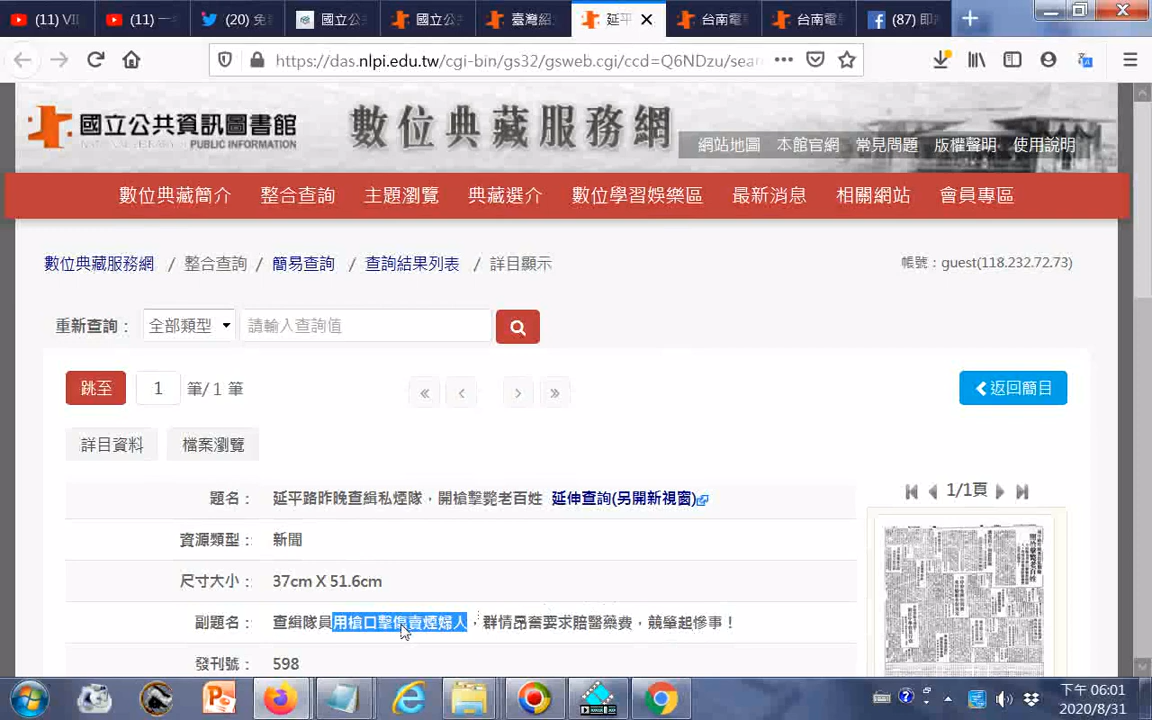 (11) VII
(11) 一
(20) 免
國立公
國立公
臺灣紹
延平
台南電
台南電
(87) 即
https://das.nlpi.edu.tw/cgi-bin/gs32/gsweb.cgi/ccd=Q6NDzu/sear
國立公共資訊圖書館
PUBLIC INFORMATION
數位典藏服務網
網站地圖 本館官網 常見問題 版權聲明 使用說明
數位典藏簡介 整合查詢 主題瀏覽 典藏選介 數位學習娛樂區 最新消息 相關網站 會員專區
數位典藏服務網 / 整合查詢 / 簡易查詢 / 查詢結果列表 / 詳目顯示
帳號：guest(118.232.72.73)
重新查詢： 全部類型 請輸入查詢值
跳至 1 筆/ 1 筆 « ‹ › »
返回簡目
詳目資料 檔案瀏覽
題名： 延平路昨晚查緝私煙隊，開槍擊斃老百姓 延伸查詢(另開新視窗)
1/1頁
資源類型： 新聞
尺寸大小： 37cm X 51.6cm
副題名： 查緝隊員用槍口擊傷賣煙婦人，群情昂奮要求賠醫藥費，競肇起慘事！
發刊號： 598
下午 06:01
2020/8/31